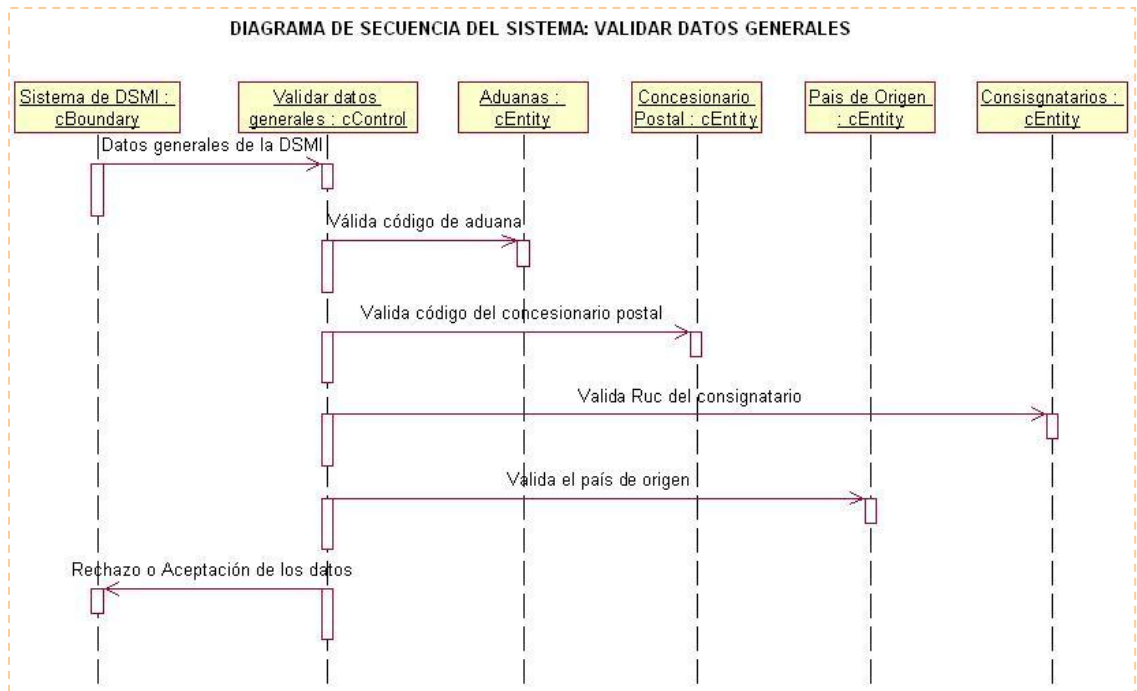 DIAGRAMA DE SECUENCIA DEL SISTEMA: VALIDAR DATOS GENERALES
Sistema de DSMI :
cBoundary
Validar datos
generales : cControl
Aduanas :
cEntity
Concesionario
Postal : cEntity
Pais de Origen
: cEntity
Consisgnatarios :
cEntity
Datos generales de la DSMI
Válida código de aduana
Valida código del concesionario postal
Valida Ruc del consignatario
Valida el país de origen
Rechazo o Aceptación de los datos